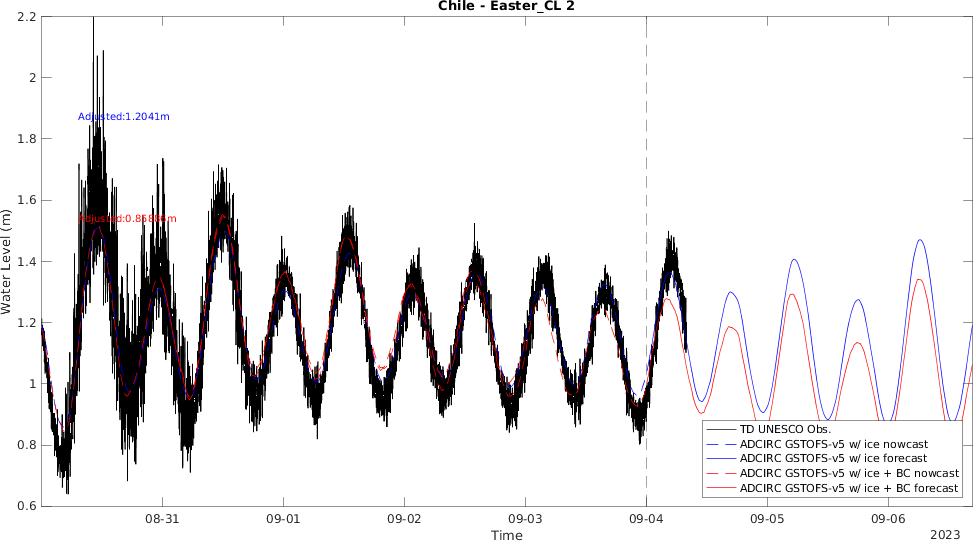 Chile - Easter_CL 2
Water Level (m)
2.2
2
1.8
1.6
1.4
1.2
1
0.8
0.6
Adjusted:1.2041m
TD UNESCO Obs.
ADCIRC GSTOFS-v5 w/ ice nowcast
ADCIRC GSTOFS-v5 w/ ice forecast
ADCIRC GSTOFS-v5 w/ ice + BC nowcast
ADCIRC GSTOFS-v5 w/ ice + BC forecast
08-31 09-01 09-02 09-03 09-04 09-05 09-06
Time
2023